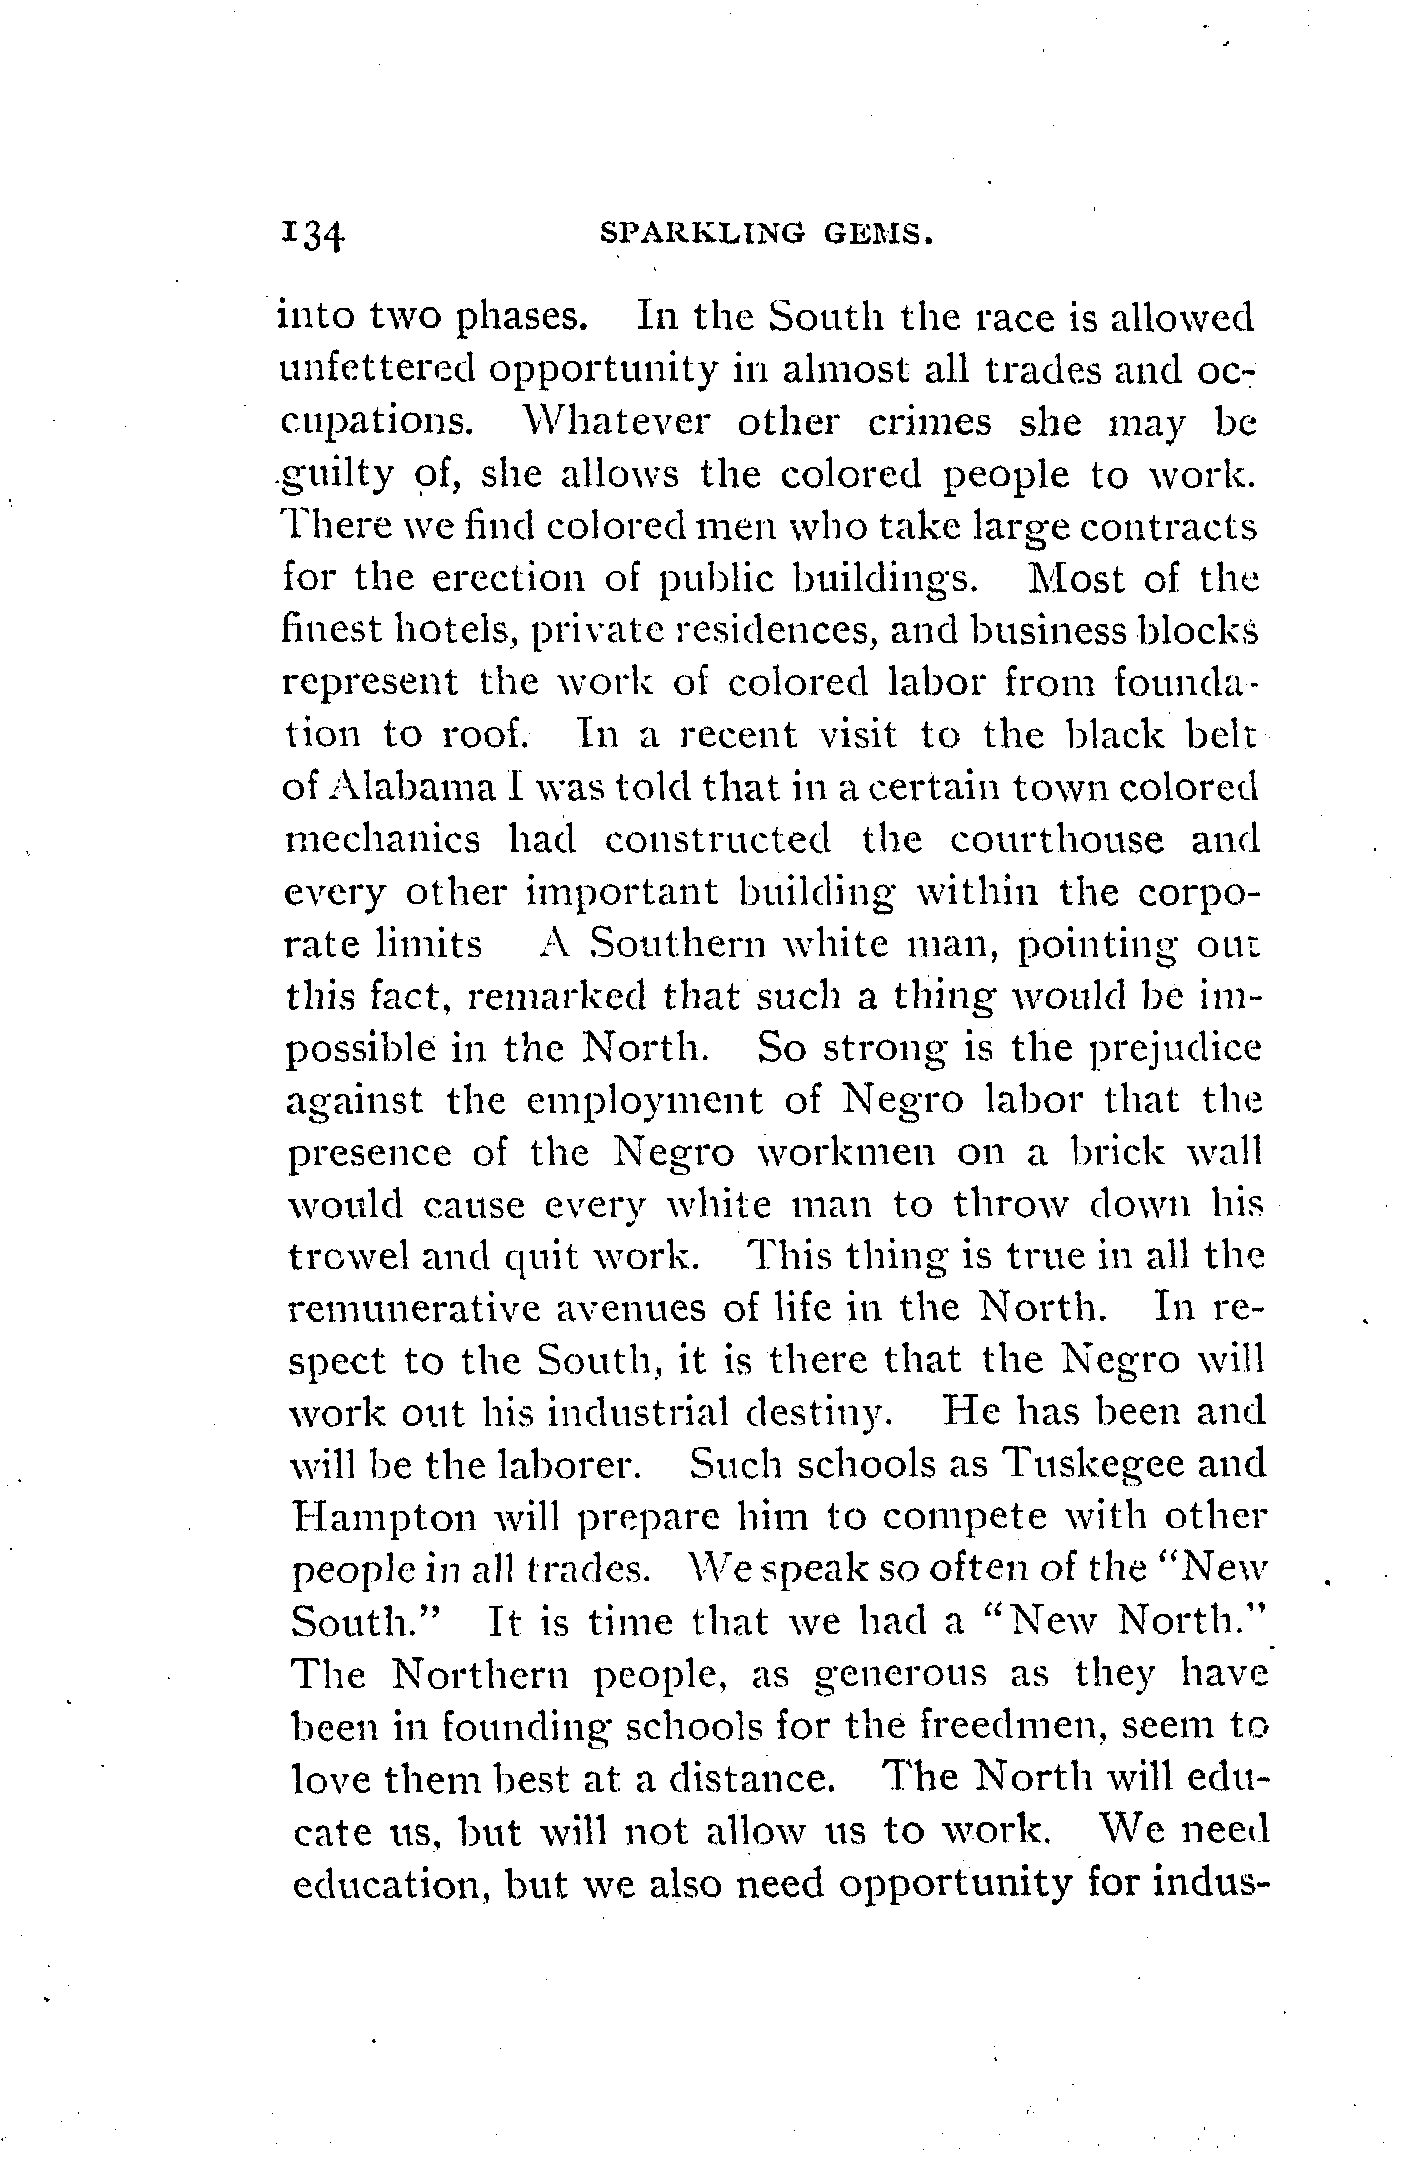 134 SPARKLING GEMS.
into two phases. In the South the race is allowed
unfettered opportunity in almost all trades and oc-
cupations. Whatever other crimes she may be
guilty of, she allows the colored people to work.
There we find colored men who take large contracts
for the erection of public buildings. Most of the
finest hotels, private residences, and business blocks
represent the work of colored labor from founda-
tion to roof. In a recent visit to the black belt
of Alabama I was told that in a certain town colored
mechanics had constructed the courthouse and
every other important building within the corpo-
rate limits A Southern white man, pointing out
this fact, remarked that such a thing would be im-
possible in the North. So strong is the prejudice
against the employment of Negro labor that the
presence of the Negro workmen on a brick wall
would cause every white man to throw down his
trowel and quit work. This thing is true in all the
remunerative avenues of life in the North. In re-
spect to the South, it is there that the Negro will
work out his industrial destiny. He has been and
will be the laborer. Such schools as Tuskegee and
Hampton will prepare him to compete with other
people in all trades. We speak so often of the "New
South." It is time that we had a "New North."
The Northern people, as generous as they have
been in founding schools for the freedmen, seem to
love them best at a distance. The North will edu-
cate us, but will not allow us to work. We need
education, but we also need opportunity for indus-